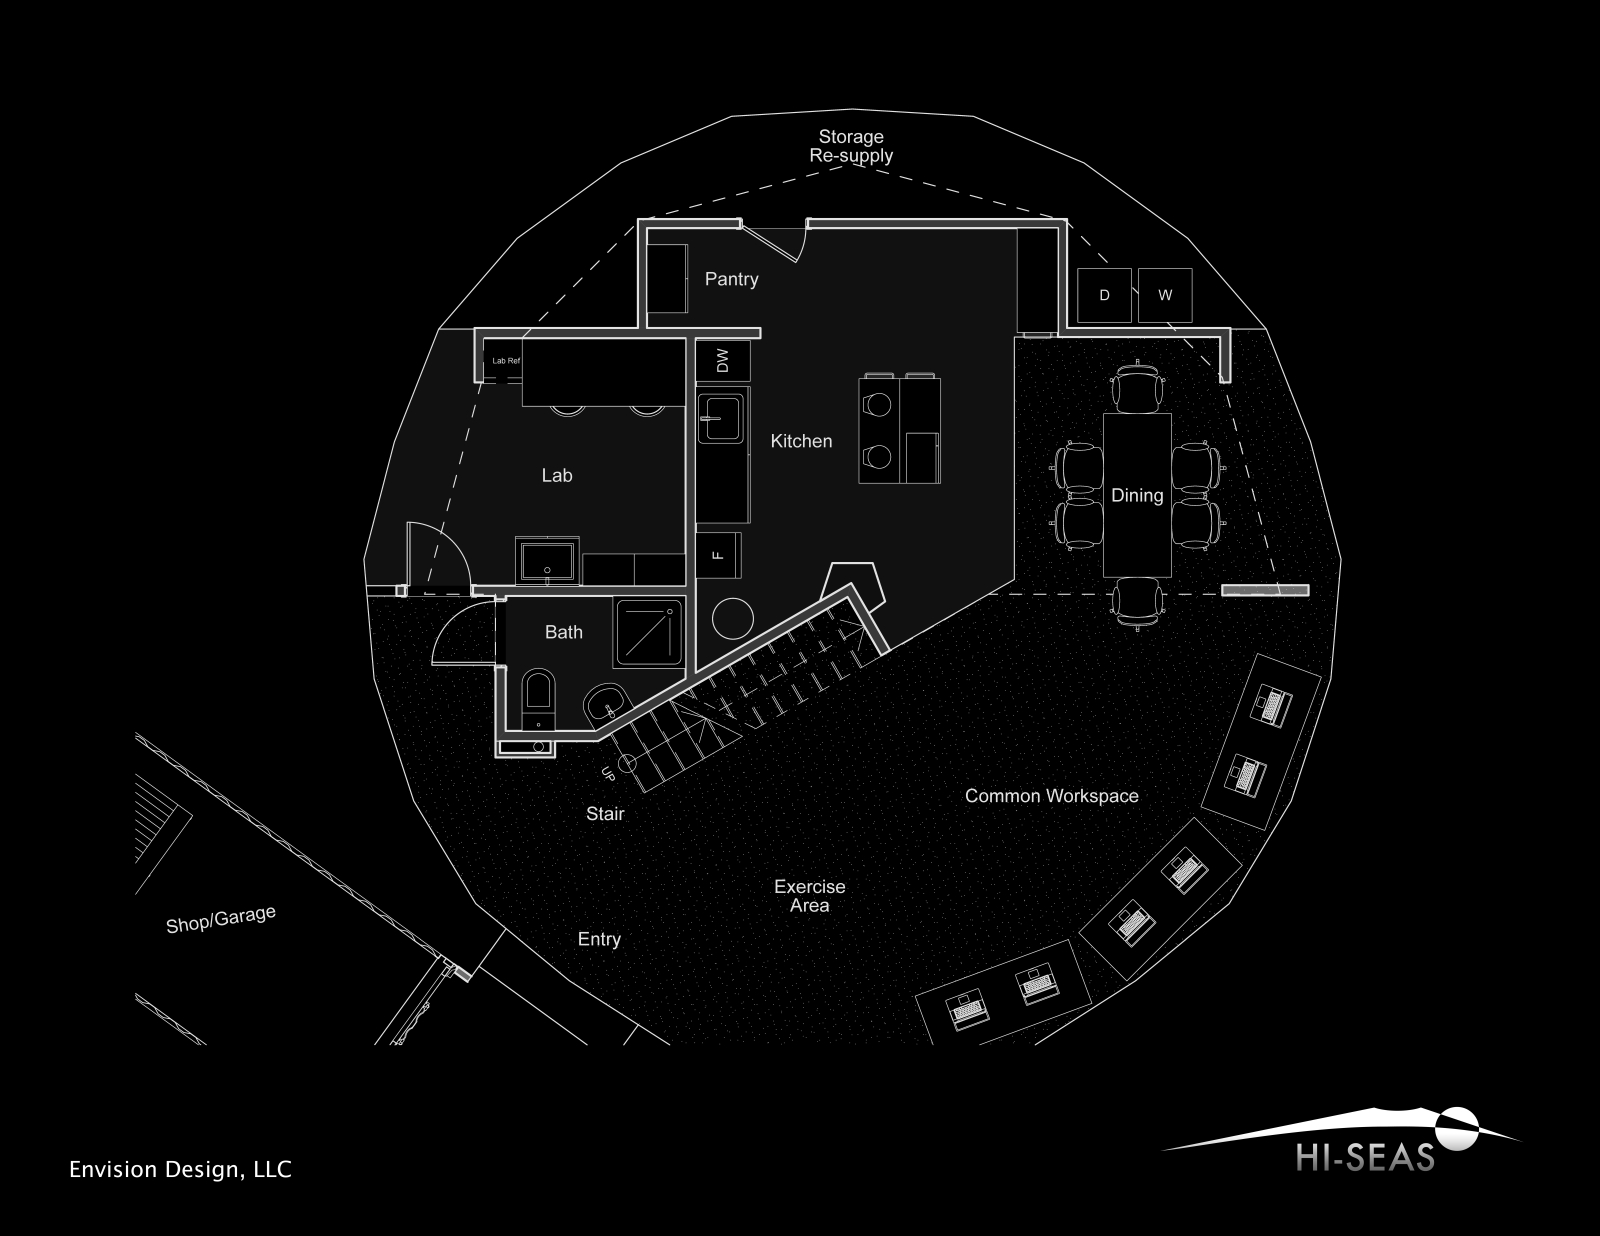 Storage
Re-supply
Pantry
D
W
Lab Ref
DW
Kitchen
Lab
Dining
F
Bath
UP
Stair
Common Workspace
Exercise
Area
Shop/Garage
Entry
HI-SEAS
Envision Design, LLC